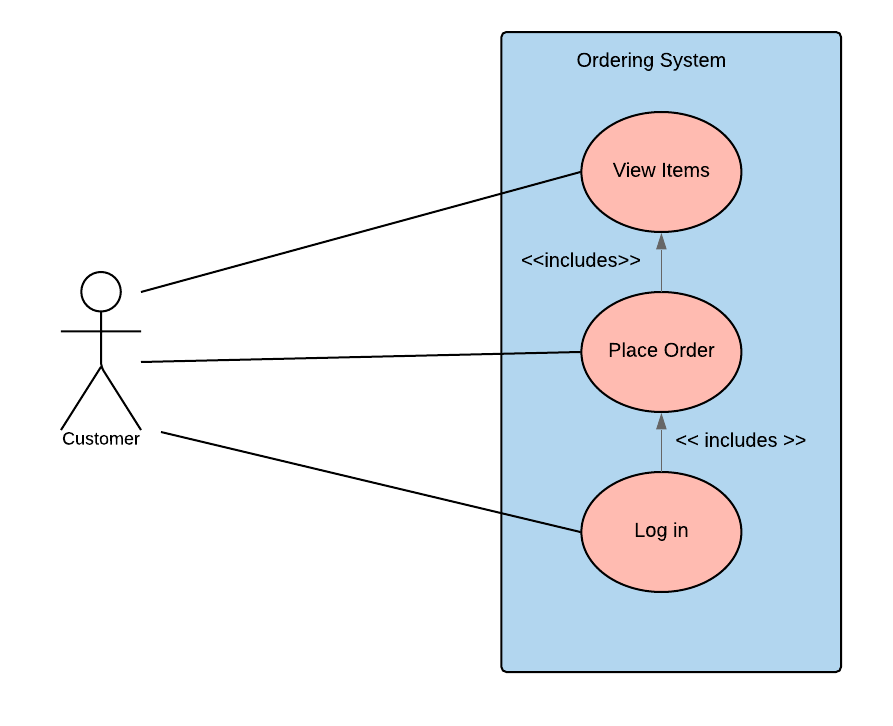 Ordering System
View Items
<<includes>>
Place Order
<< includes >>
Log in
Customer